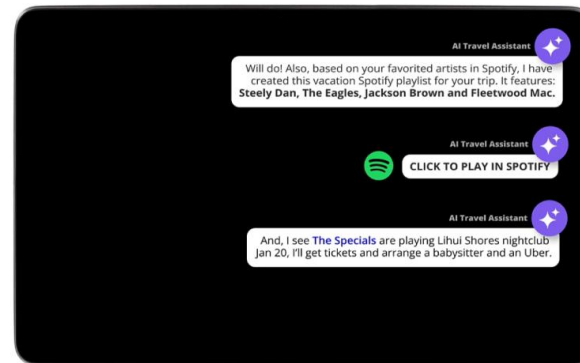 AI Travel Assistant
Will do! Also, based on your favorited artists in Spotify, I have
created this vacation Spotify playlist for your trip. It features:
Steely Dan, The Eagles, Jackson Brown and Fleetwood Mac.
AI Travel Assistant
CLICK TO PLAY IN SPOTIFY
AI Travel Assistant
And, I see The Specials are playing Lihui Shores nightclub
Jan 20, I'll get tickets and arrange a babysitter and an Uber.